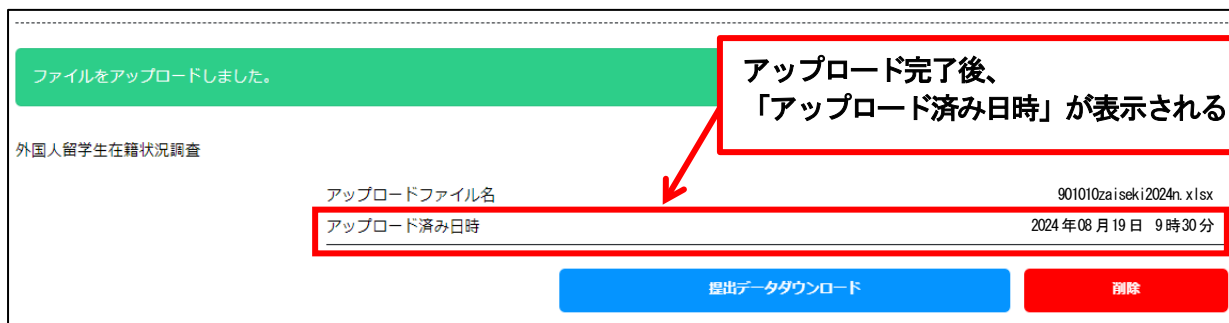 ファイルをアップロードしました。
アップロード完了後、
「アップロード済み日時」が表示される
外国人留学生在籍状況調査
アップロードファイル名 901010zaiseki2024n.xlsx
アップロード済み日時 2024年08月19日 9時30分
提出データダウンロード 削除